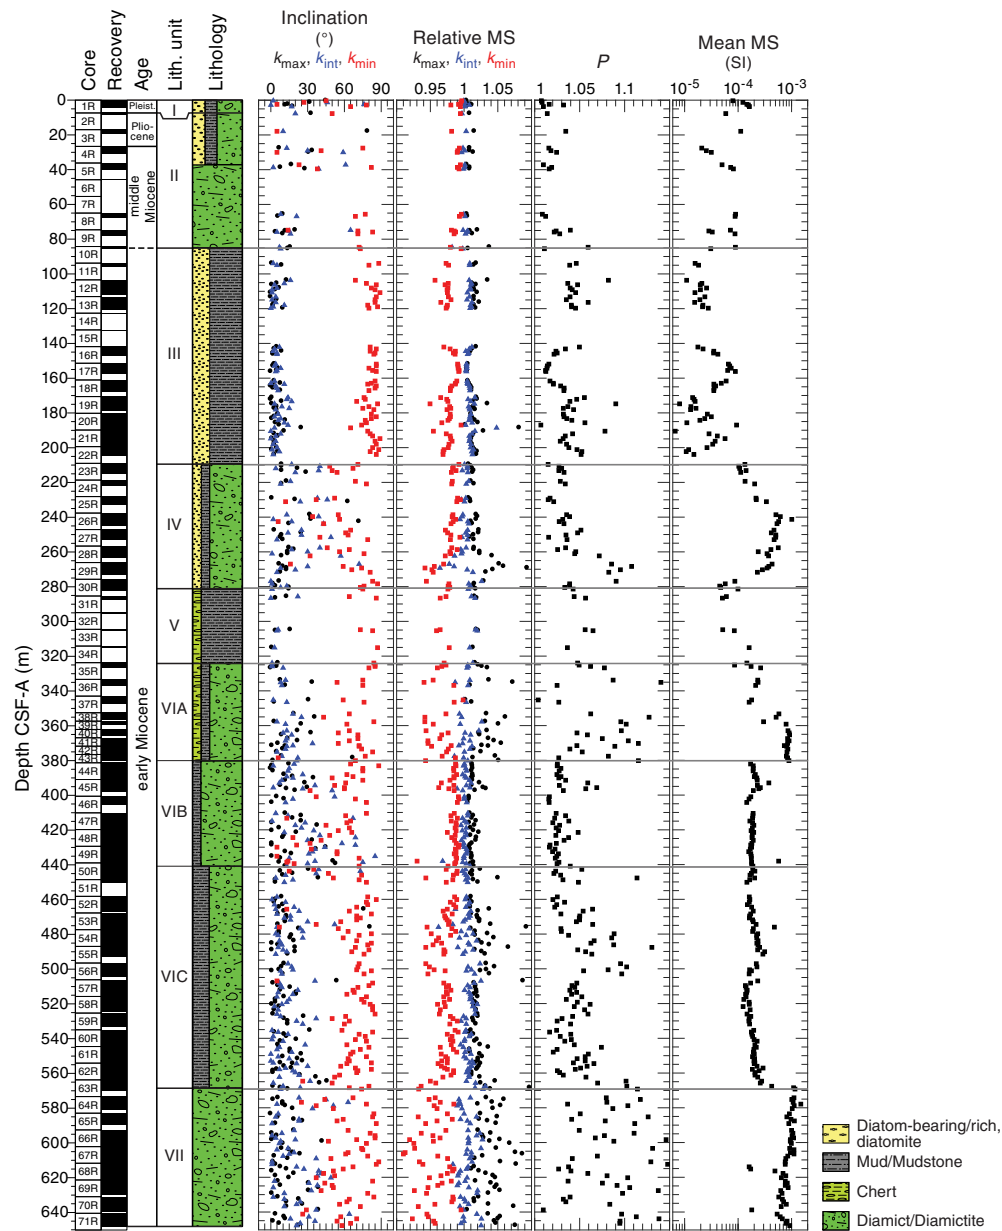 Inclination
(°)
kmax, kint, kmin
Relative MS
kmax, kint, kmin
P
Mean MS
(SI)
Core
Recovery
Age
Lith. unit
Lithology
0 30 60 90
0.95 1 1.05
1 1.05 1.1
10−5 10−4 10−3
Depth CSF-A (m)
0
20
40
60
80
100
120
140
160
180
200
220
240
260
280
300
320
340
360
380
400
420
440
460
480
500
520
540
560
580
600
620
640
1R
2R
3R
4R
5R
6R
7R
8R
9R
10R
11R
12R
13R
14R
15R
16R
17R
18R
19R
20R
21R
22R
23R
24R
25R
26R
27R
28R
29R
30R
31R
32R
33R
34R
35R
36R
37R
38R
39R
40R
41R
42R
43R
44R
45R
46R
47R
48R
49R
50R
51R
52R
53R
54R
55R
56R
57R
58R
59R
60R
61R
62R
63R
64R
65R
66R
67R
68R
69R
70R
71R
Pleist.
Plio-
cene
middle
Miocene
early Miocene
I
II
III
IV
V
VIA
VIB
VIC
VII
Diatom-bearing/rich,
diatomite
Mud/Mudstone
Chert
Diamict/Diamictite